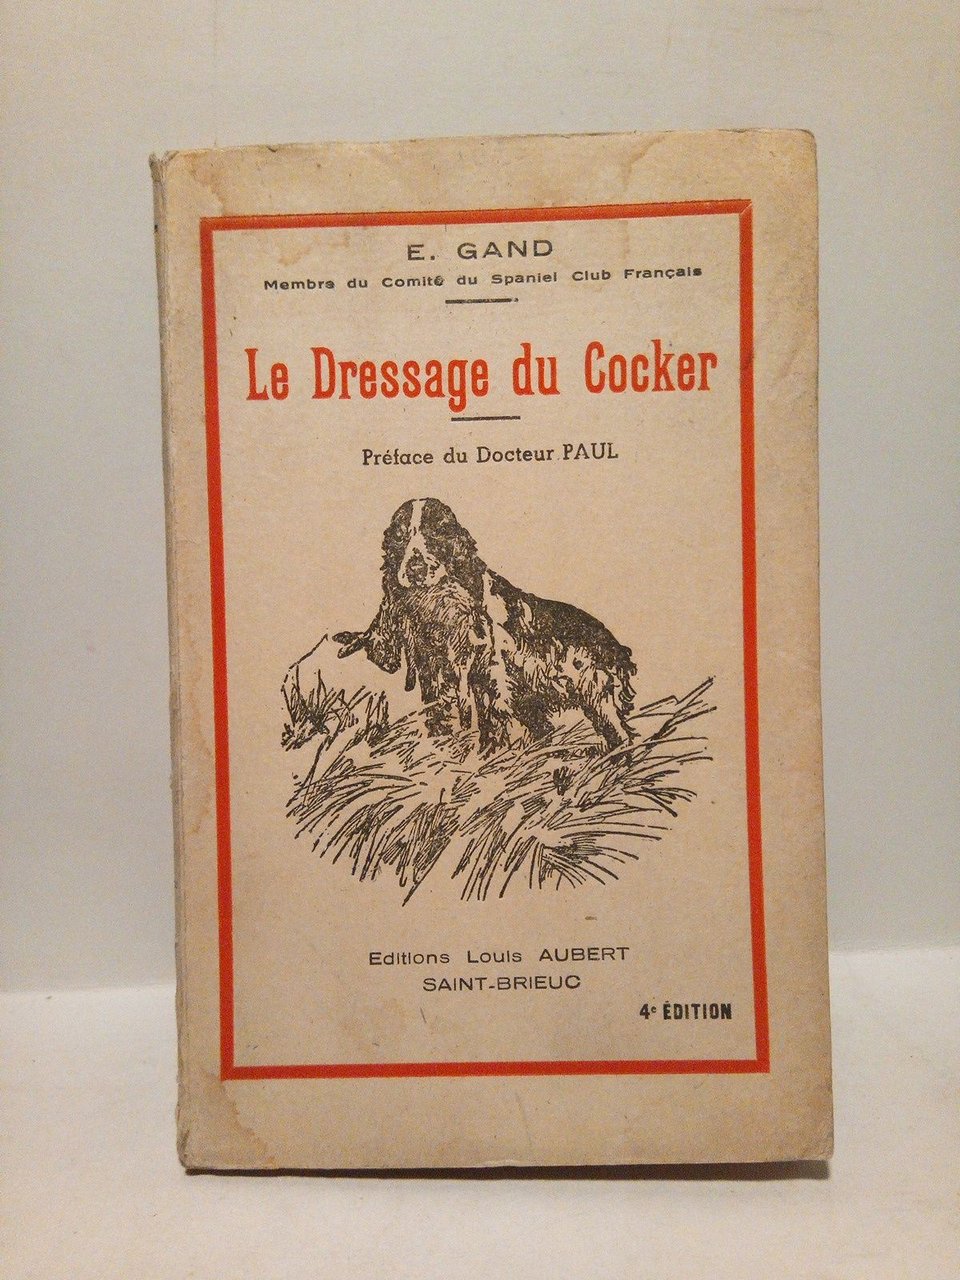 E. GAND
Membre du Comité du Spaniel Club Français
Le Dressage du Cocker
Préface du Docteur PAUL
Editions Louis AUBERT
SAINT-BRIEUC
4e ÉDITION